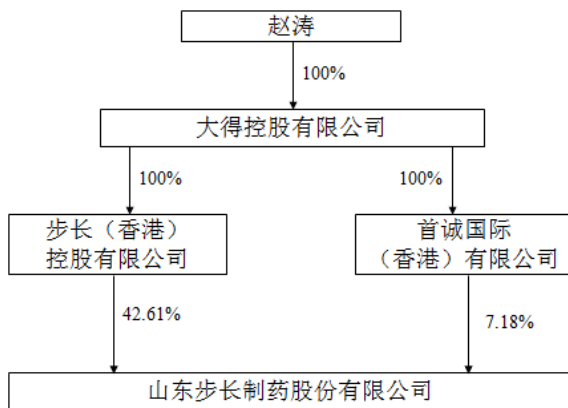 赵涛
100%
大得控股有限公司
100%
100%
步长（香港）
控股有限公司
首诚国际
（香港）有限公司
42.61%
7.18%
山东步长制药股份有限公司